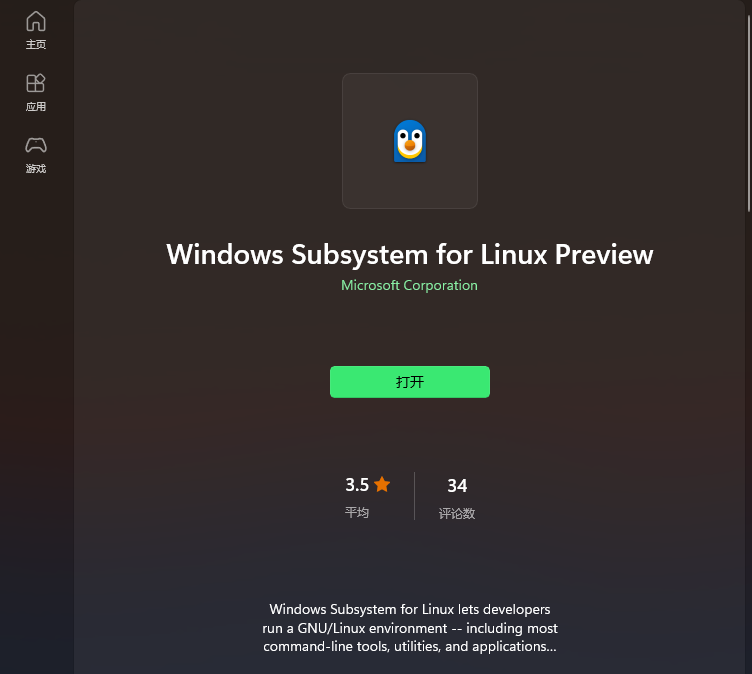 主页
应用
游戏
Windows Subsystem for Linux Preview
Microsoft Corporation
打开
3.5
34
平均
评论数
Windows Subsystem for Linux lets developers
run a GNU/Linux environment -- including most
command-line tools, utilities, and applications...